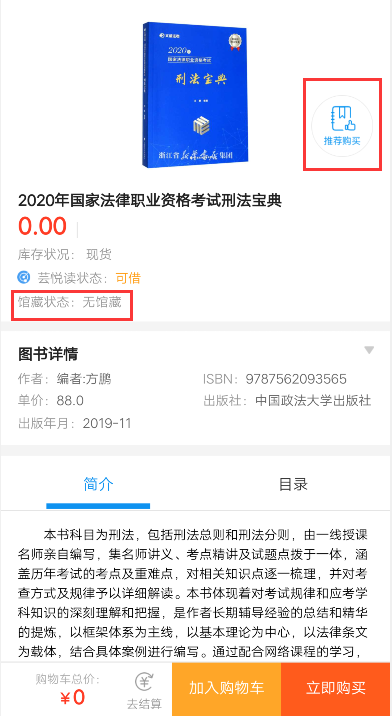 2020年
国家法律职业资格考试
刑法宝典
浙江省新华书店集团
推荐购买
2020年国家法律职业资格考试刑法宝典
0.00
库存状况： 现货
芸悦读状态：可借
馆藏状态：无馆藏
图书详情
作者：编者:方鹏 ISBN：9787562093565
单价：88.0 出版社：中国政法大学出版社
出版年月：2019-11
简介 目录
本书科目为刑法，包括刑法总则和刑法分则，由一线授课
名师亲自编写，集名师讲义、考点精讲及试题点拨于一体，涵
盖历年考试的考点及重难点，对相关知识点逐一梳理，并对考
查方式及规律予以详细解读。本书体现着对考试规律和应考学
科知识的深刻理解和把握，是作者长期辅导经验的总结和精华
的提炼，以框架体系为主线，以基本理论为中心，以法律条文
为载体，结合具体案例进行编写。通过配合网络课程的学习，
购物车总价：
¥0
去结算
加入购物车
立即购买